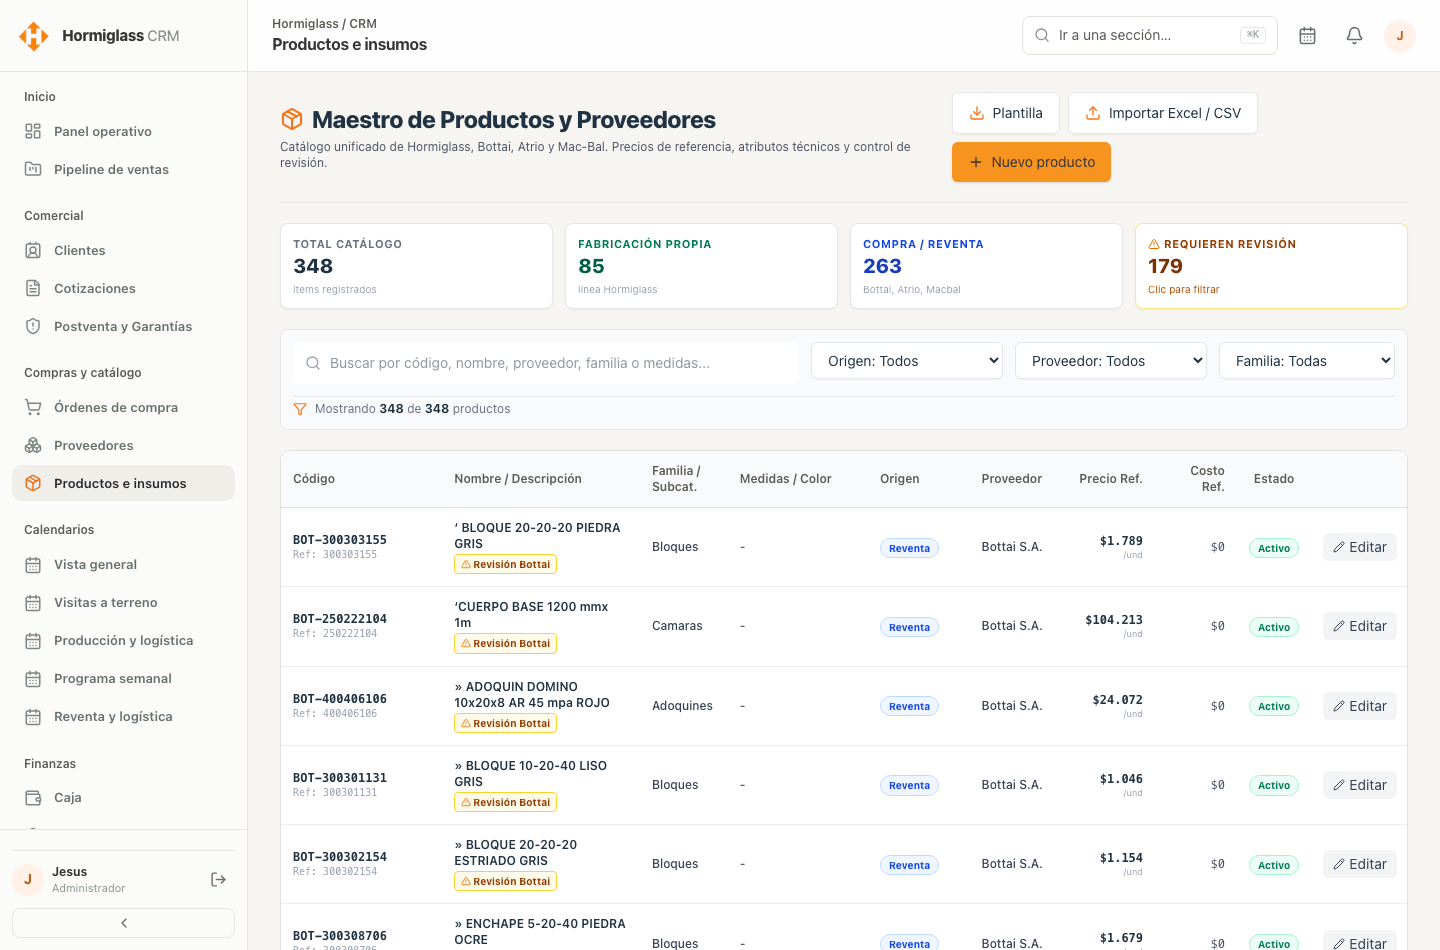 Hormiglass CRM
Inicio
Panel operativo
Pipeline de ventas
Comercial
Clientes
Cotizaciones
Postventa y Garantías
Compras y catálogo
Órdenes de compra
Proveedores
Productos e insumos
Calendarios
Vista general
Visitas a terreno
Producción y logística
Programa semanal
Reventa y logística
Finanzas
Caja
J
Jesus
Administrador
Hormiglass / CRM
Productos e insumos
Ir a una sección...
⌘K
J
Maestro de Productos y Proveedores
Catálogo unificado de Hormiglass, Bottai, Atrio y Mac-Bal. Precios de referencia, atributos técnicos y control de
revisión.
Plantilla
Importar Excel / CSV
+ Nuevo producto
TOTAL CATÁLOGO
348
ítems registrados
FABRICACIÓN PROPIA
85
línea Hormiglass
COMPRA / REVENTA
263
Bottai, Atrio, Macbal
REQUIEREN REVISIÓN
179
Clic para filtrar
Buscar por código, nombre, proveedor, familia o medidas...
Origen: Todos
Proveedor: Todos
Familia: Todas
Mostrando 348 de 348 productos
Código Nombre / Descripción Familia / Subcat. Medidas / Color Origen Proveedor Precio Ref. Costo Ref. Estado
BOT-300303155
Ref: 300303155
‘ BLOQUE 20-20-20 PIEDRA
GRIS
Revisión Bottai
Bloques - Reventa Bottai S.A. $1.789 /und $0 Activo Editar
BOT-250222104
Ref: 250222104
‘CUERPO BASE 1200 mmx
1m
Revisión Bottai
Camaras - Reventa Bottai S.A. $104.213 /und $0 Activo Editar
BOT-400406106
Ref: 400406106
» ADOQUIN DOMINO
10x20x8 AR 45 mpa ROJO
Revisión Bottai
Adoquines - Reventa Bottai S.A. $24.072 /und $0 Activo Editar
BOT-300301131
Ref: 300301131
» BLOQUE 10-20-40 LISO
GRIS
Revisión Bottai
Bloques - Reventa Bottai S.A. $1.046 /und $0 Activo Editar
BOT-300302154
Ref: 300302154
» BLOQUE 20-20-20
ESTRIADO GRIS
Revisión Bottai
Bloques - Reventa Bottai S.A. $1.154 /und $0 Activo Editar
BOT-300308706
Ref: 300308706
» ENCHAPE 5-20-40 PIEDRA
OCRE
Bloques - Reventa Bottai S.A. $1.679 /und $0 Activo Editar